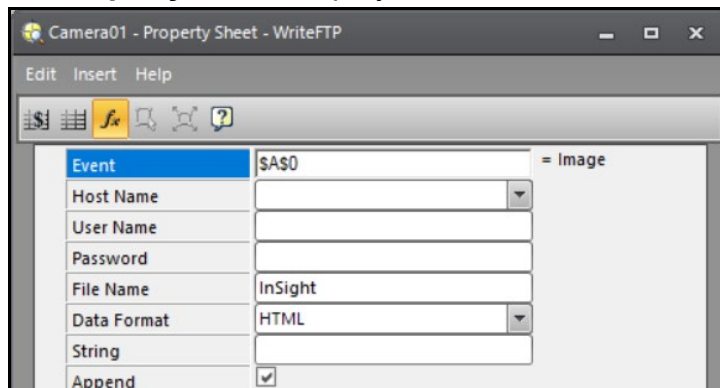 Camera01 - Property Sheet - WriteFTP
Edit Insert Help
Event $A$0 = Image
Host Name
User Name
Password
File Name InSight
Data Format HTML
String
Append